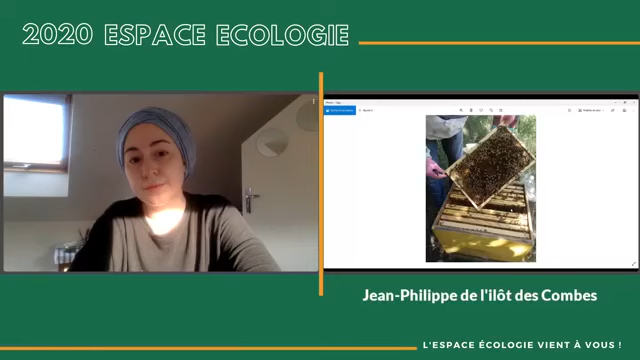 2020 ESPACE ECOLOGIE
Jean-Philippe de l'ilôt des Combes
L'ESPACE ÉCOLOGIE VIENT À VOUS !